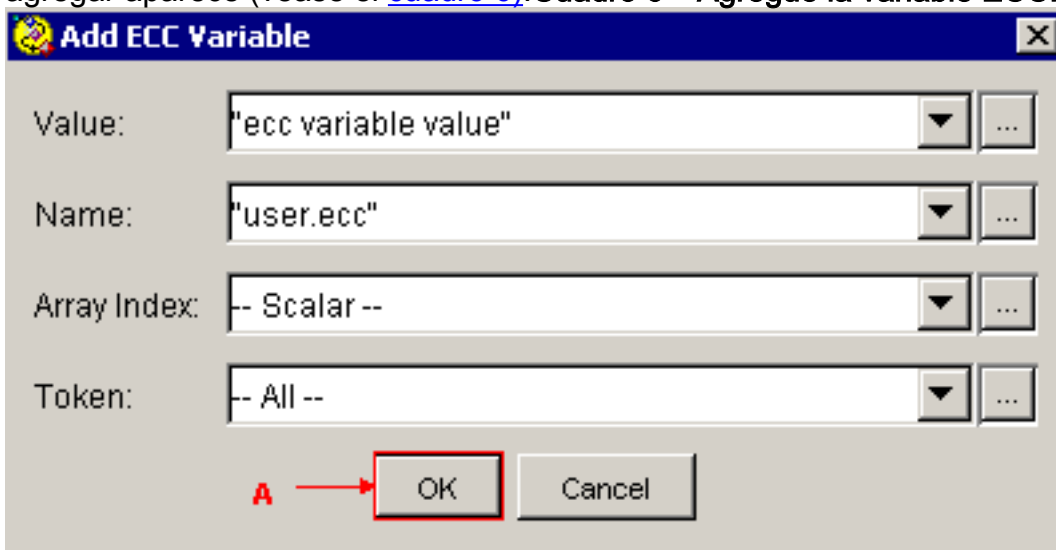 Add ECC Variable
Value: "ecc variable value" ...
Name: "user.ecc" ...
Array Index: -- Scalar -- ...
Token: -- All -- ...
A OK Cancel